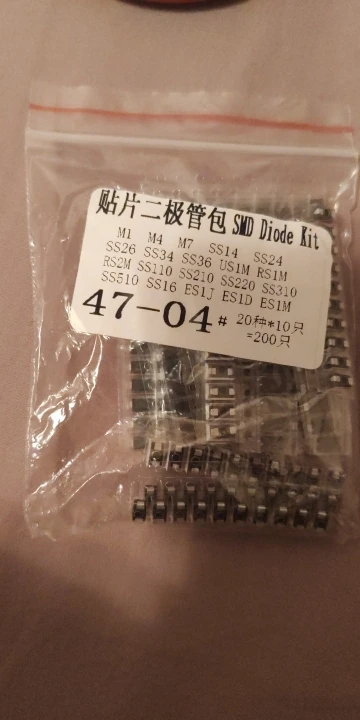 贴片二极管包 SMD Diode Kit
M1 M4 M7 SS14 SS24
SS26 SS34 SS36 US1M RS1M
RS2M SS110 SS210 SS220 SS310
SS510 SS16 ES1J ES1D ES1M
47-04# 20种*10只
=200只